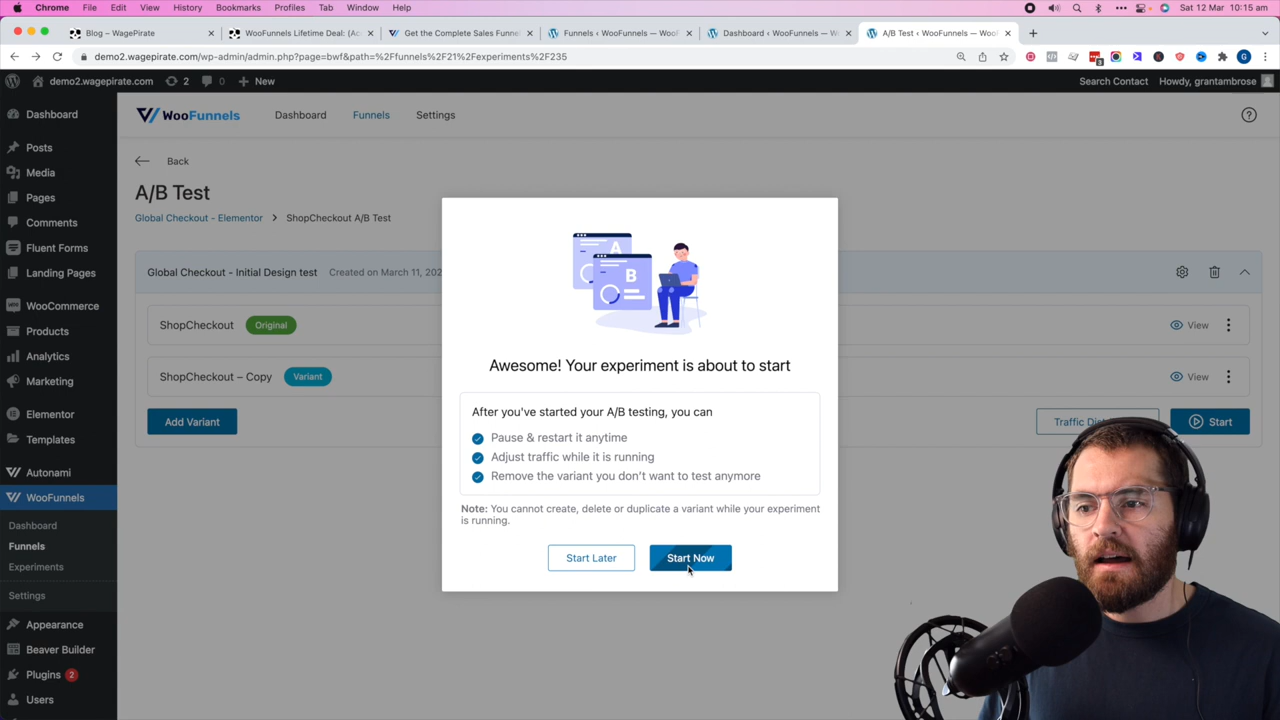 Chrome File Edit View History Bookmarks Profiles Tab Window Help Sat 12 Mar 10:15 am
Blog – WagePirate
WooFunnels Lifetime Deal: (Ac
Get the Complete Sales Funnel
Funnels ‹ WooFunnels — Wo
Dashboard ‹ WooFunnels — W
A/B Test ‹ WooFunnels — Woo
demo2.wagepirate.com/wp-admin/admin.php?page=bwf&path=%2Ffunnels%2F21%2Fexperiments%2F235
3
demo2.wagepirate.com 2 0 New Search Contact Howdy, grantambrose
Dashboard
Posts
Media
Pages
Comments
Fluent Forms
Landing Pages
WooCommerce
Products
Analytics
Marketing
Elementor
Templates
Autonami
WooFunnels
Dashboard
Funnels
Experiments
Settings
Appearance
Beaver Builder
Plugins 2
Users
WooFunnels Dashboard Funnels Settings
Back
A/B Test
Global Checkout - Elementor > ShopCheckout A/B Test
Global Checkout - Initial Design test Created on March 11, 202
ShopCheckout Original View
ShopCheckout – Copy Variant View
Add Variant Traffic Di Start
A
B
Awesome! Your experiment is about to start
After you've started your A/B testing, you can
Pause & restart it anytime
Adjust traffic while it is running
Remove the variant you don't want to test anymore
Note: You cannot create, delete or duplicate a variant while your experiment
is running.
Start Later Start Now